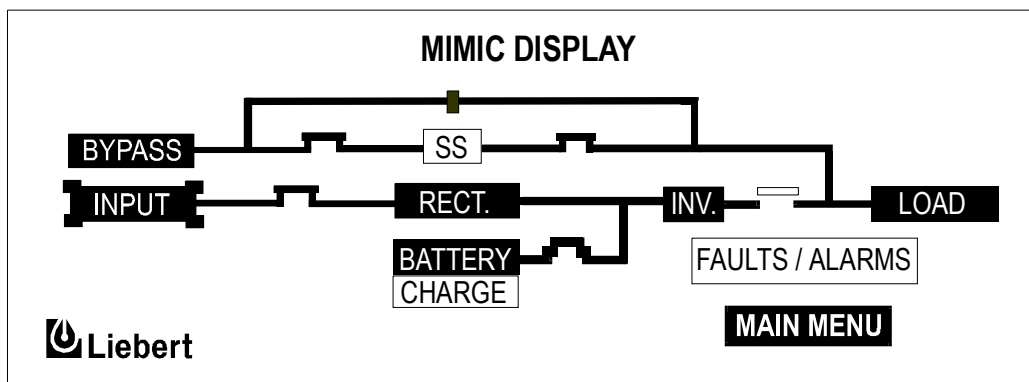 MIMIC DISPLAY
BYPASS
SS
INPUT
RECT.
INV.
LOAD
BATTERY
CHARGE
FAULTS / ALARMS
MAIN MENU
Liebert